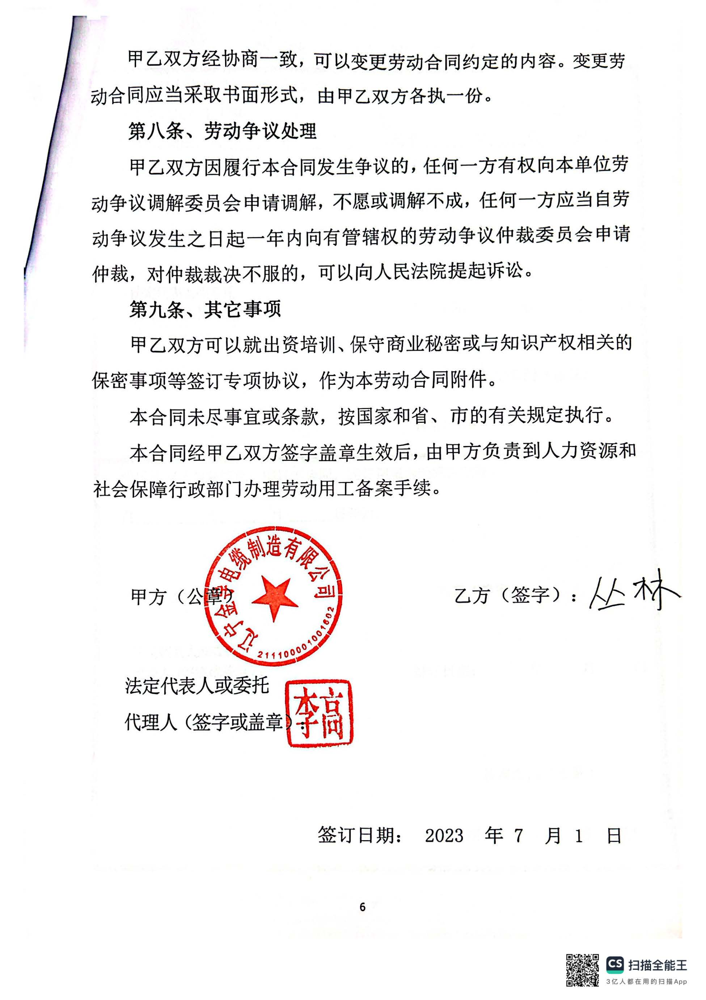 甲乙双方经协商一致，可以变更劳动合同约定的内容。变更劳
动合同应当采取书面形式，由甲乙双方各执一份。
第八条、劳动争议处理
甲乙双方因履行本合同发生争议的，任何一方有权向本单位劳
动争议调解委员会申请调解，不愿或调解不成，任何一方应当自劳
动争议发生之日起一年内向有管辖权的劳动争议仲裁委员会申请
仲裁，对仲裁裁决不服的，可以向人民法院提起诉讼。
第九条、其它事项
甲乙双方可以就出资培训、保守商业秘密或与知识产权相关的
保密事项等签订专项协议，作为本劳动合同附件。
本合同未尽事宜或条款，按国家和省、市的有关规定执行。
本合同经甲乙双方签字盖章生效后，由甲方负责到人力资源和
社会保障行政部门办理劳动用工备案手续。
辽宁金宇电缆制造有限公司
211100001001602
甲方（公章）
乙方（签字）：丛林
法定代表人或委托
代理人（签字或盖章）：
李高
签订日期： 2023 年 7 月 1 日
6
CS 扫描全能王
3亿人都在用的扫描App